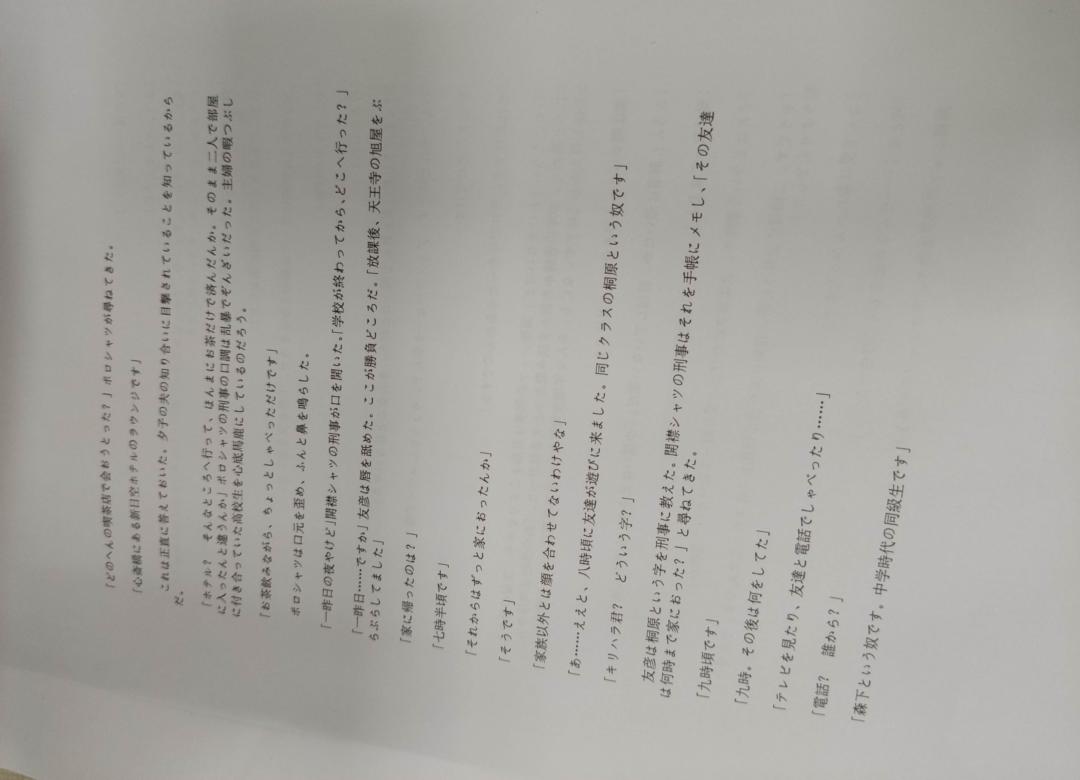 「どのへんの喫茶店で会おうとった？」ポロシャツが尋ねてきた。
「心斎橋にある新日空ホテルのラウンジです」
これは正直に答えておいた。夕子の夫の知り合いに目撃されていることを知っているから
だ。
「ホテル？　そんなところへ行って、ほんまにお茶だけで済んだんか。そのまま二人で部屋
に入ったんと違うんか」ポロシャツの刑事の口調は乱暴でぞんざいだった。主婦の暇つぶし
に付き合っていた高校生を心底馬鹿にしているのだろう。
「お茶飲みながら、ちょっとしゃべっただけです」
ポロシャツは口元を歪め、ふんと鼻を鳴らした。
「一昨日の夜やけど」開襟シャツの刑事が口を開いた。「学校が終わってから、どこへ行った？」
「一昨日……ですか」友彦は唇を舐めた。ここが勝負どころだ。「放課後、天王寺の旭屋をぶ
らぶらしてました」
「家に帰ったのは？」
「七時半頃です」
「それからはずっと家におったんか」
「そうです」
「家族以外とは顔を合わせてないわけやな」
「あ……ええと、八時頃に友達が遊びに来ました。同じクラスの桐原という奴です」
「キリハラ君？　どういう字？」
友彦は桐原という字を刑事に教えた。開襟シャツの刑事はそれを手帳にメモし、「その友達
は何時まで家におった？」と尋ねてきた。
「九時頃です」
「九時。その後は何をしてた」
「テレビを見たり、友達と電話でしゃべったり……」
「電話？　誰から？」
「森下という奴です。中学時代の同級生です」